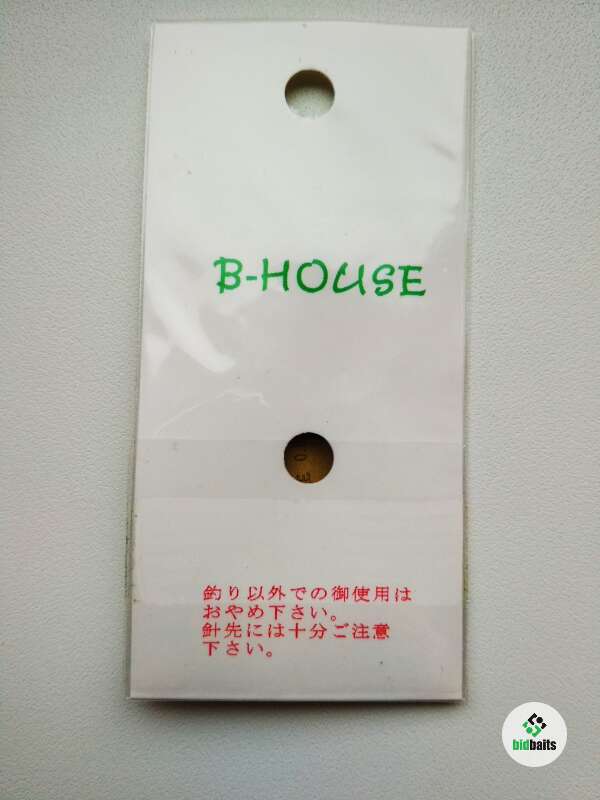 B-HOUSE
釣り以外での御使用は
おやめ下さい。
針先には十分ご注意
下さい。
bidbaits